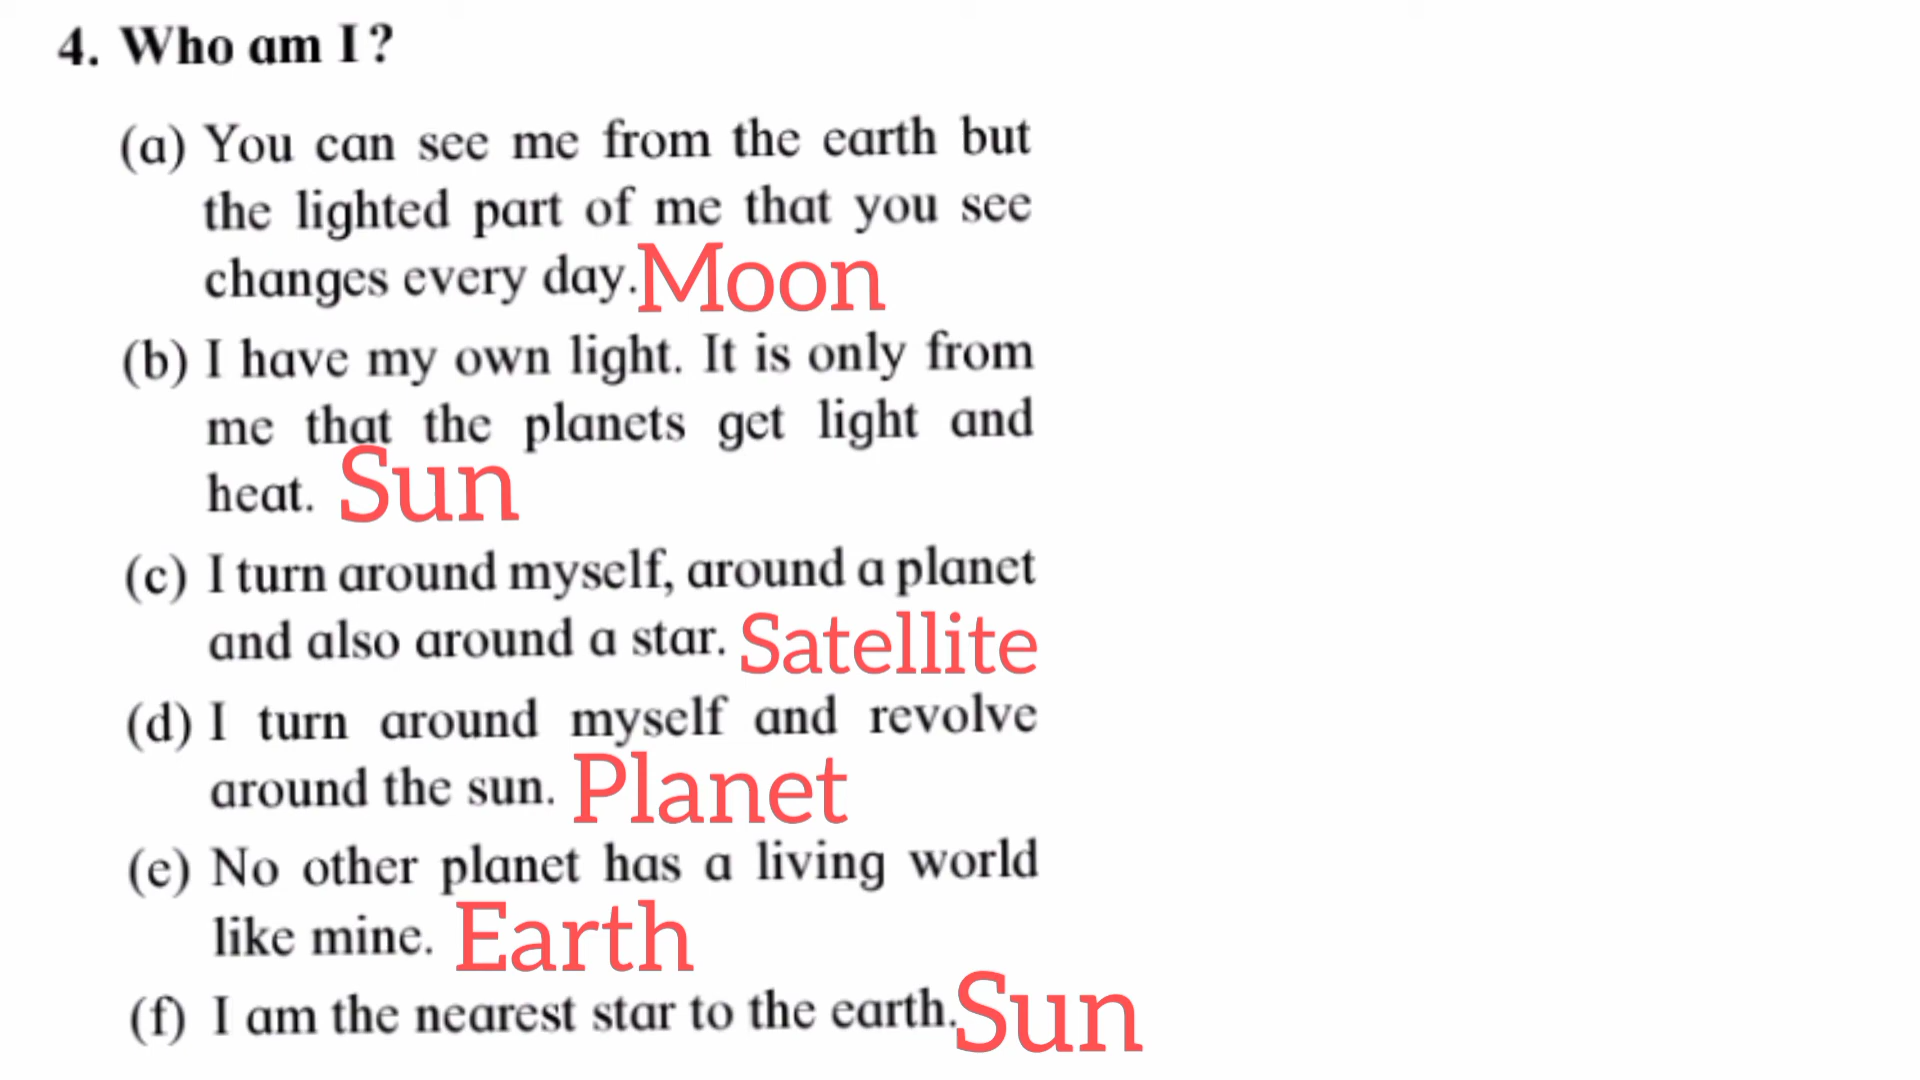 4. Who am I?
(a) You can see me from the earth but
the lighted part of me that you see
changes every day. Moon
(b) I have my own light. It is only from
me that the planets get light and
heat. Sun
(c) I turn around myself, around a planet
and also around a star. Satellite
(d) I turn around myself and revolve
around the sun. Planet
(e) No other planet has a living world
like mine. Earth
(f) I am the nearest star to the earth. Sun